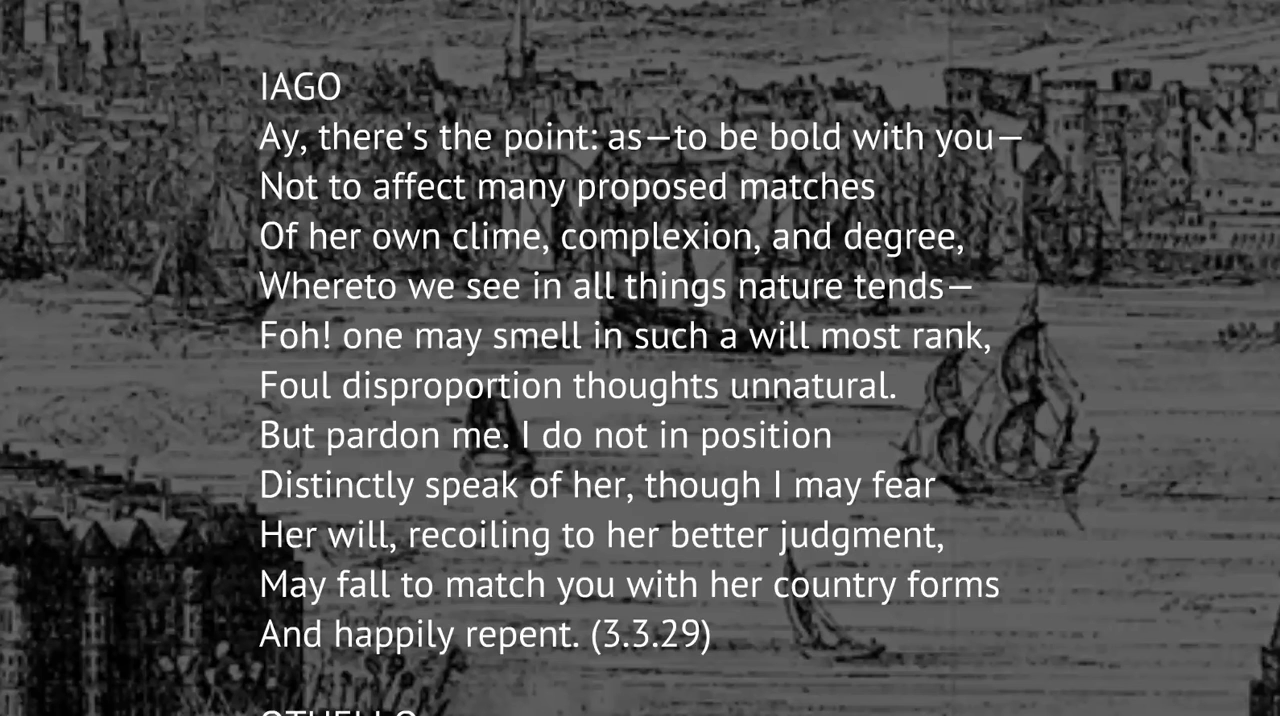 IAGO
Ay, there's the point: as—to be bold with you—
Not to affect many proposed matches
Of her own clime, complexion, and degree,
Whereto we see in all things nature tends—
Foh! one may smell in such a will most rank,
Foul disproportion thoughts unnatural.
But pardon me. I do not in position
Distinctly speak of her, though I may fear
Her will, recoiling to her better judgment,
May fall to match you with her country forms
And happily repent. (3.3.29)
OTHELLO